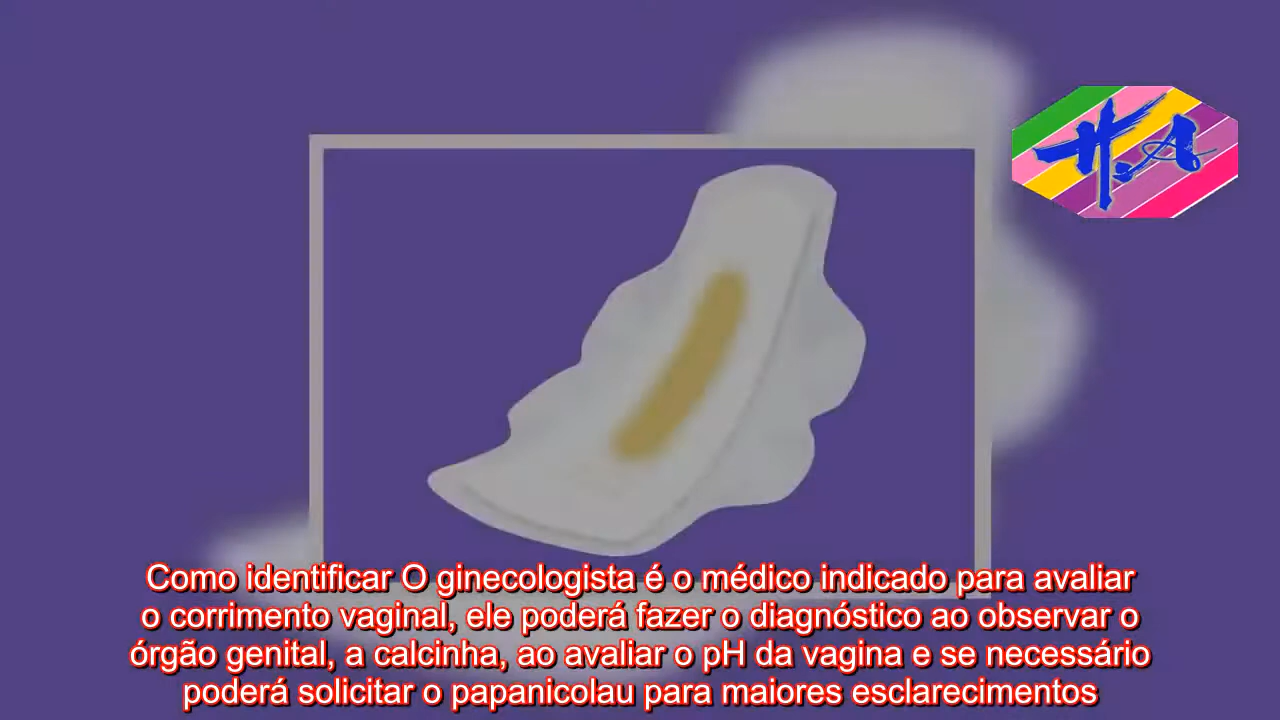 H.A
Como identificar O ginecologista é o médico indicado para avaliar
o corrimento vaginal, ele poderá fazer o diagnóstico ao observar o
órgão genital, a calcinha, ao avaliar o pH da vagina e se necessário
poderá solicitar o papanicolau para maiores esclarecimentos